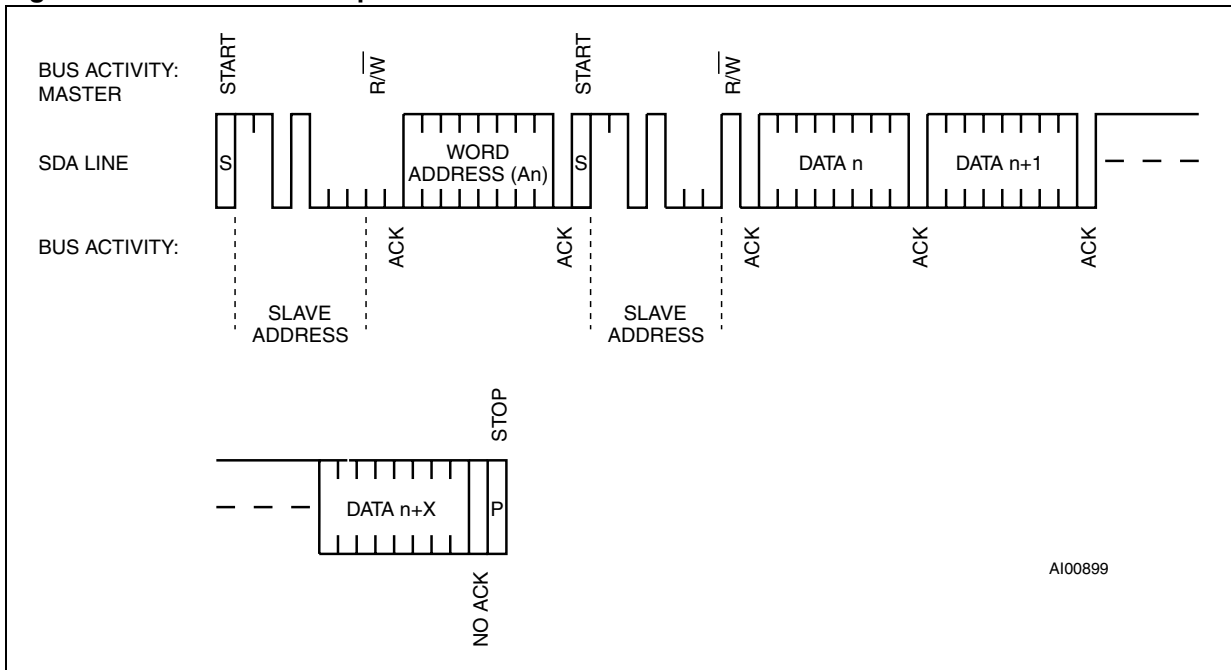 BUS ACTIVITY:
MASTER
START
R/W
START
R/W
SDA LINE
S
WORD
ADDRESS (An)
S
DATA n
DATA n+1
BUS ACTIVITY:
ACK
ACK
ACK
ACK
ACK
SLAVE
ADDRESS
SLAVE
ADDRESS
STOP
DATA n+X
P
NO ACK
AI00899